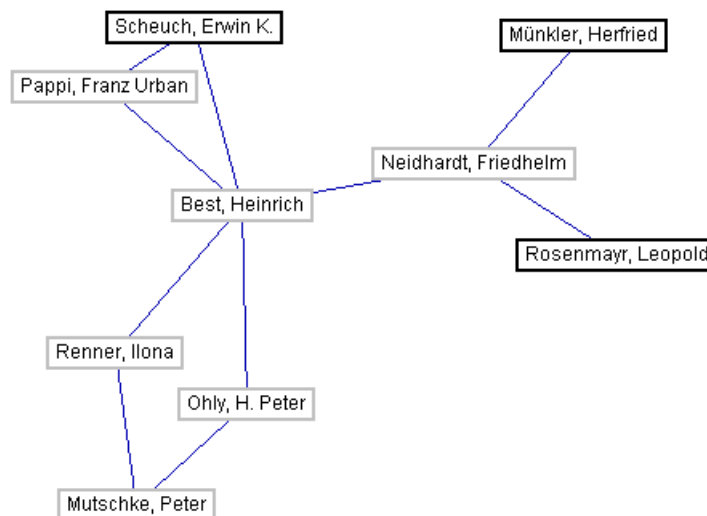 Scheuch, Erwin K.
Münkler, Herfried
Pappi, Franz Urban
Neidhardt, Friedhelm
Best, Heinrich
Rosenmayr, Leopold
Renner, Ilona
Ohly, H. Peter
Mutschke, Peter